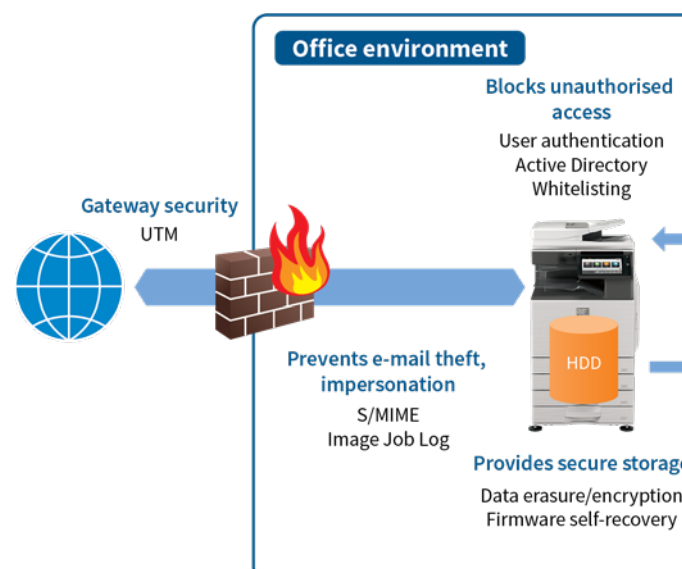 Office environment
Blocks unauthorised
access
User authentication
Active Directory
Whitelisting
Gateway security
UTM
HDD
Prevents e-mail theft,
impersonation
S/MIME
Image Job Log
Provides secure storage
Data erasure/encryption
Firmware self-recovery